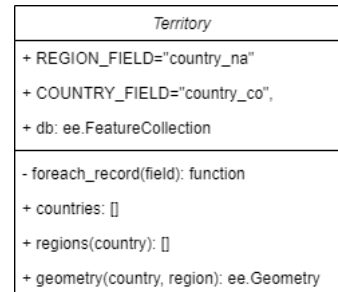 Territory
+ REGION_FIELD="country_na"
+ COUNTRY_FIELD="country_co",
+ db: ee.FeatureCollection
- foreach_record(field): function
+ countries: []
+ regions(country): []
+ geometry(country, region): ee.Geometry